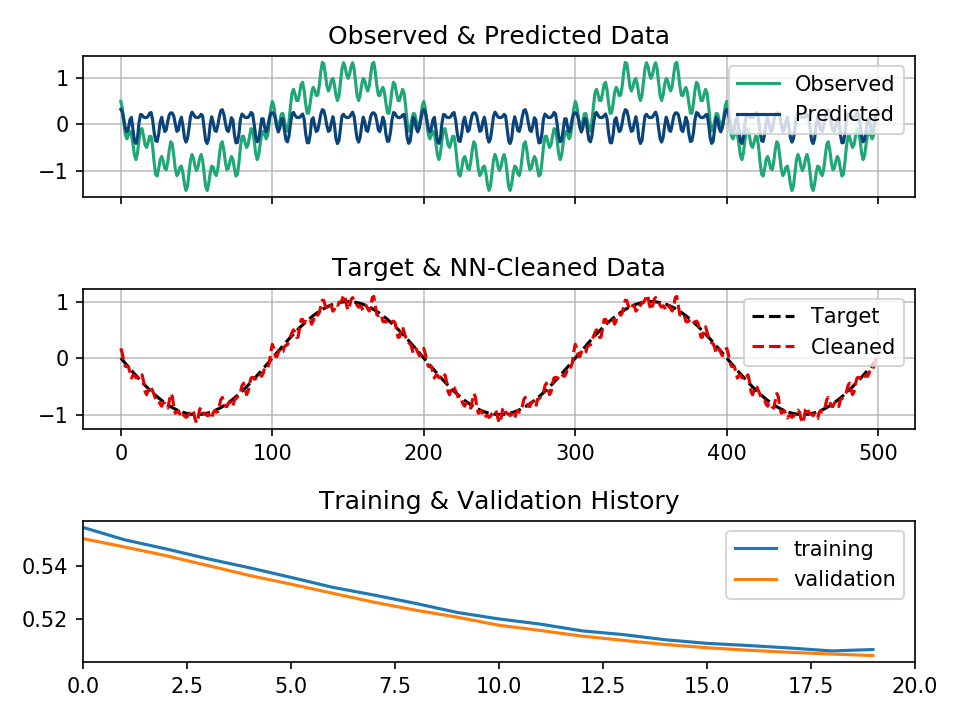 Observed & Predicted Data
1
0
−1
Observed
Predicted
Target & NN-Cleaned Data
1
0
−1
Target
Cleaned
0 100 200 300 400 500
Training & Validation History
0.54
0.52
training
validation
0.0 2.5 5.0 7.5 10.0 12.5 15.0 17.5 20.0